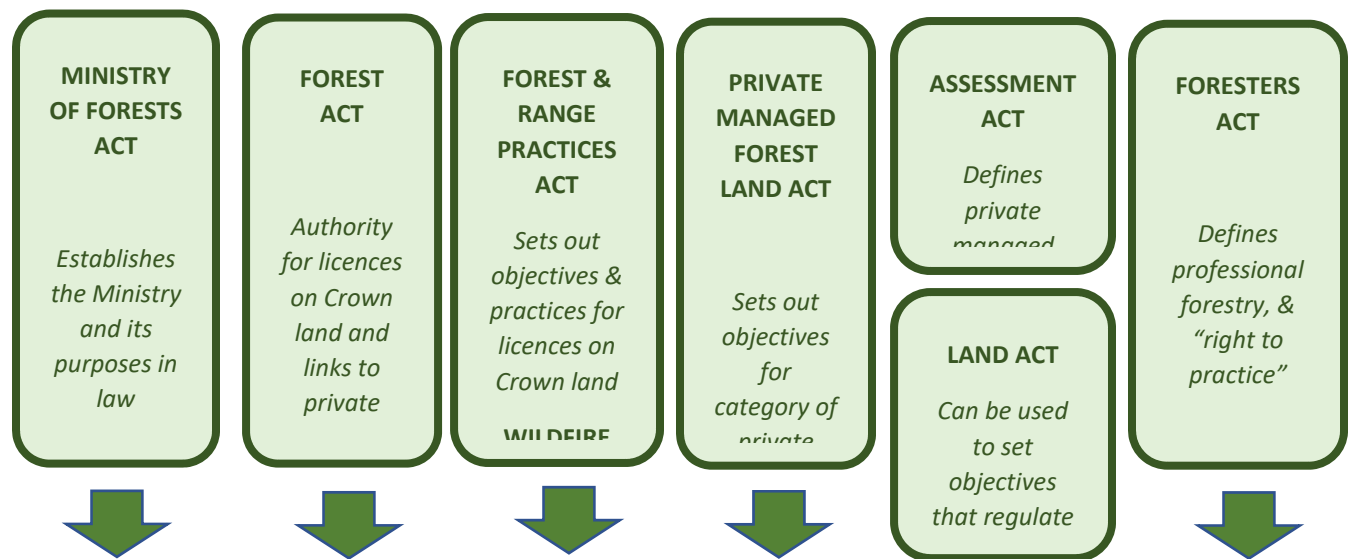 MINISTRY
OF FORESTS
ACT
Establishes
the Ministry
and its
purposes in
law
FOREST
ACT
Authority
for licences
on Crown
land and
links to
private
FOREST &
RANGE
PRACTICES
ACT
Sets out
objectives &
practices for
licences on
Crown land
WILDFIRE
PRIVATE
MANAGED
FOREST
LAND ACT
Sets out
objectives
for
category of
private
ASSESSMENT
ACT
Defines
private
managed
LAND ACT
Can be used
to set
objectives
that regulate
FORESTERS
ACT
Defines
professional
forestry, &
“right to
practice”